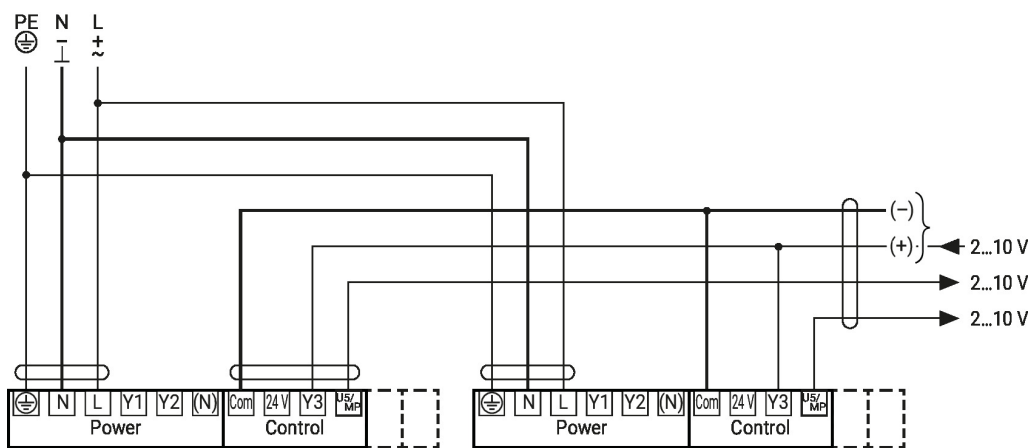 PE N L
– +
⊥ ~
(–)
(+) 2...10 V
2...10 V
2...10 V
N L Y1 Y2 (N) Com 24 V Y3 U5/MP N L Y1 Y2 (N) Com 24 V Y3 U5/MP
Power Control Power Control